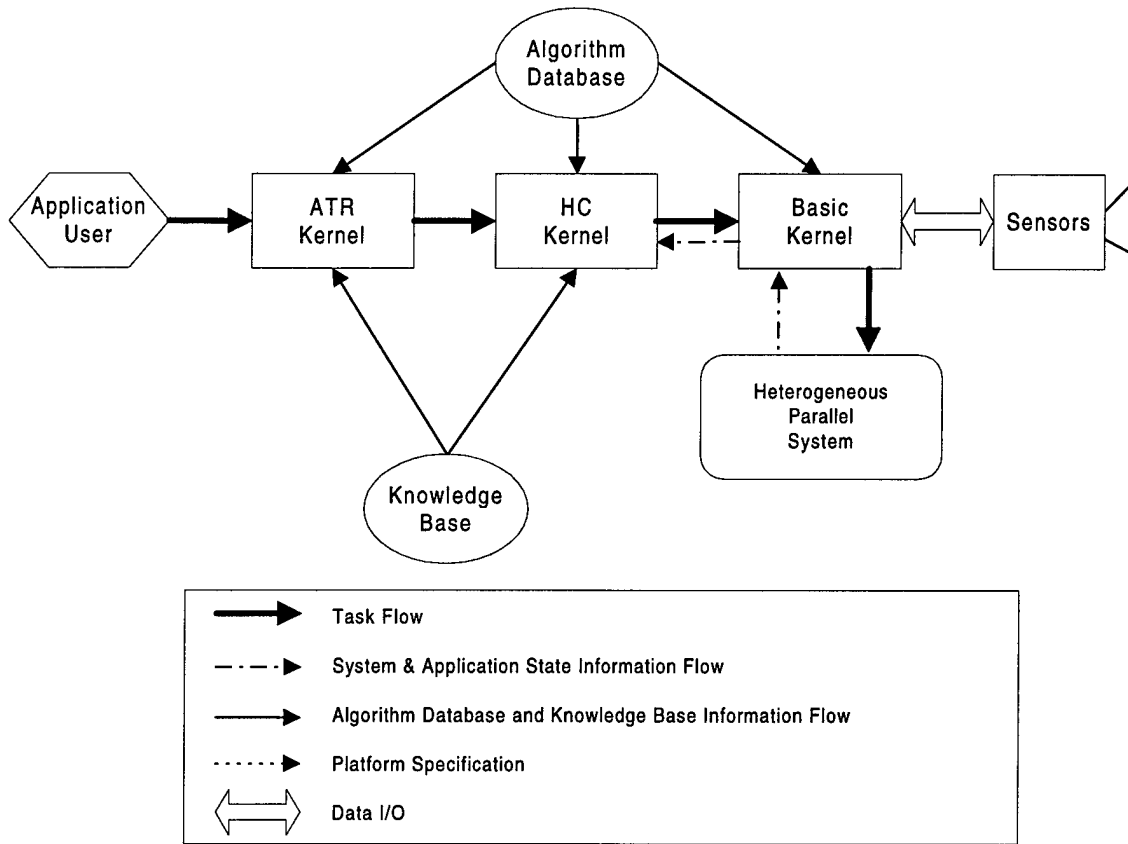 Algorithm
Database
Application
User
ATR
Kernel
HC
Kernel
Basic
Kernel
Sensors
Heterogeneous
Parallel
System
Knowledge
Base
Task Flow
System & Application State Information Flow
Algorithm Database and Knowledge Base Information Flow
Platform Specification
Data I/O